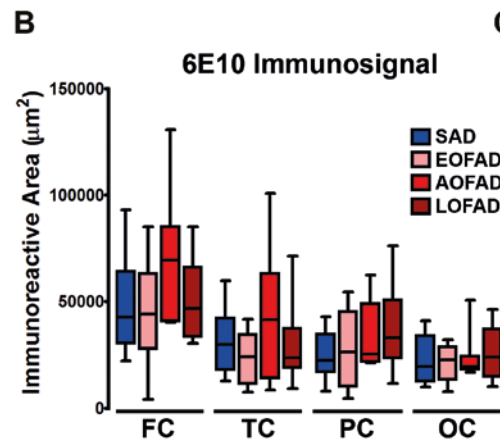 B
6E10 Immunosignal
Immunoreactive Area (μm²)
150000
100000
50000
0
SAD
EOFAD
AOFAD
LOFAD
FC TC PC OC